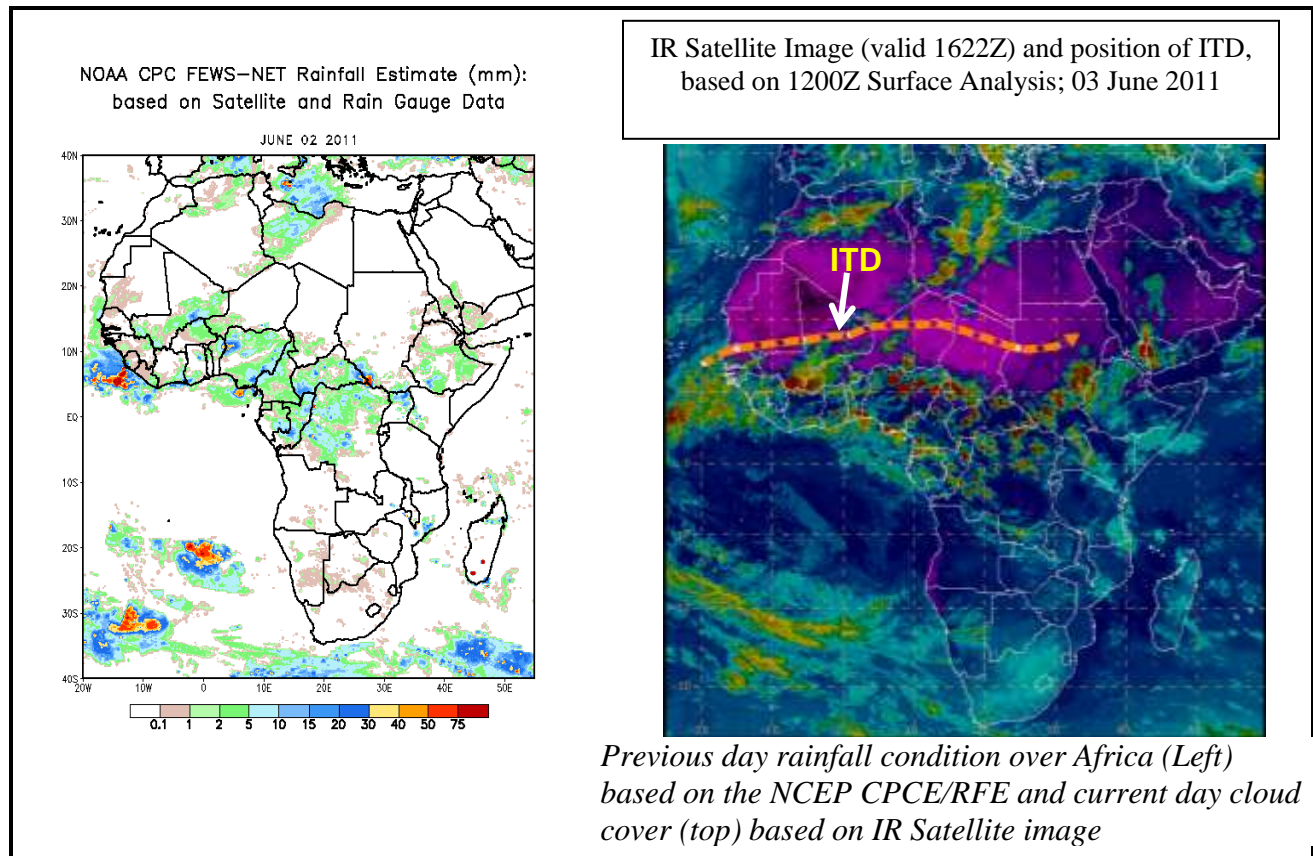 NOAA CPC FEWS-NET Rainfall Estimate (mm):
based on Satellite and Rain Gauge Data
JUNE 02 2011
40N
30N
20N
10N
EQ
10S
20S
30S
40S
20W 10W 0 10E 20E 30E 40E 50E
0.1 1 2 5 10 15 20 30 40 50 75
IR Satellite Image (valid 1622Z) and position of ITD,
based on 1200Z Surface Analysis; 03 June 2011
ITD
Previous day rainfall condition over Africa (Left)
based on the NCEP CPCE/RFE and current day cloud
cover (top) based on IR Satellite image